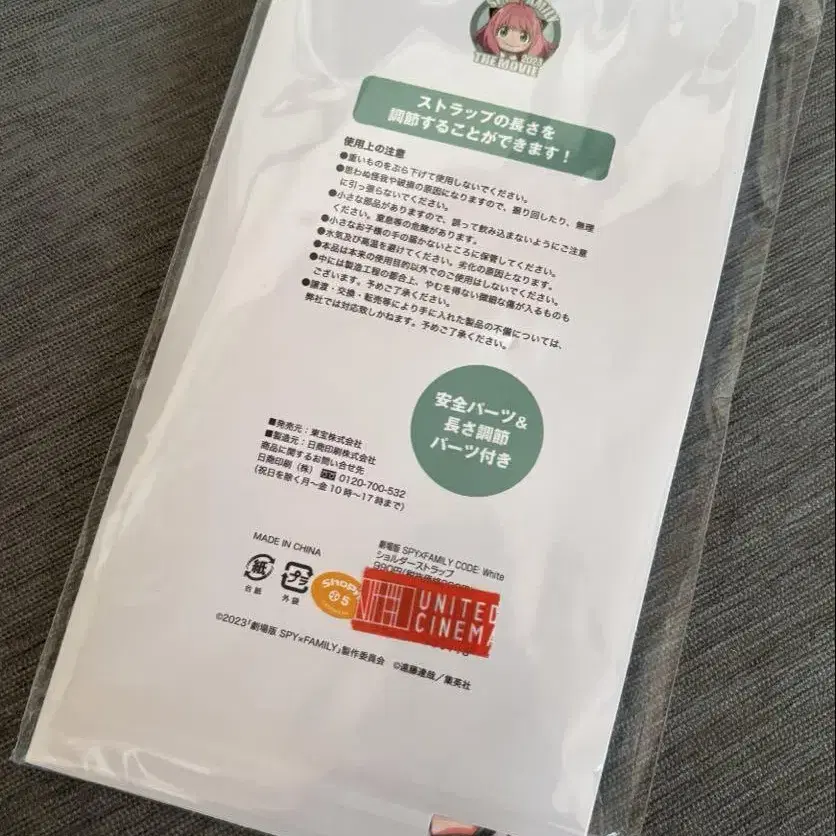 SPY×FAMILY
THE MOVIE
2023
ストラップの長さを
調節することができます!
使用上の注意
●重いものをぶら下げて使用しないでください。
●思わぬ怪我や破損の原因になりますので、振り回したり、無理
に引っ張らないでください。
●小さな部品がありますので、誤って飲み込まないようにご注意
ください。窒息等の危険があります。
●小さなお子様の手の届かないところに保管してください。
●水気及び高温を避けてください。劣化の原因となります。
●本品は本来の使用目的以外でのご使用はしないでください。
●中には製造工程の都合上、やむを得ない微細な傷が入るものも
ございます。予めご了承ください。
●譲渡・交換・転売等により手に入れた製品の不備については、
弊社では対応致しかねます。予めご了承ください。
安全パーツ&
長さ調節
パーツ付き
■発売元:東宝株式会社
■製造元:日商印刷株式会社
商品に関するお問い合せ先
日商印刷(株) 0120-700-532
(祝日を除く月〜金10時〜17時まで)
MADE IN CHINA
紙
台紙
プラ
外袋
劇場版 SPY×FAMILY CODE: White
ショルダーストラップ
UNITED
CINEMA
©2023「劇場版 SPY×FAMILY」製作委員会 ©遠藤達哉/集英社